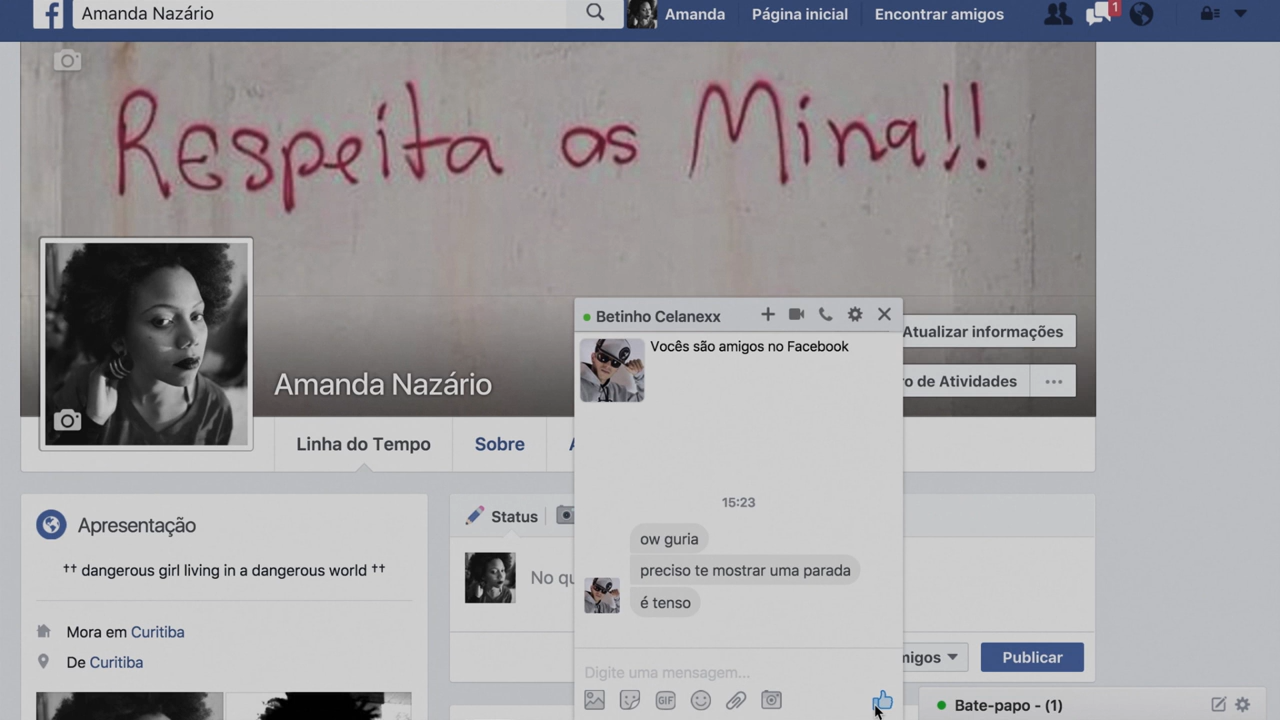 Amanda Nazário
Amanda
Página inicial
Encontrar amigos
1
Respeita as Mina!!
Amanda Nazário
Atualizar informações
ro de Atividades
Linha do Tempo
Sobre
Betinho Celanexx
Vocês são amigos no Facebook
15:23
ow guria
preciso te mostrar uma parada
é tenso
Digite uma mensagem...
GIF
Apresentação
†† dangerous girl living in a dangerous world ††
Mora em Curitiba
De Curitiba
Status
No qu
migos
Publicar
Bate-papo - (1)